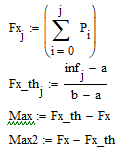 Fx_j := ( ∑_{i = 0}^{j} P_i )
Fx_th_j := (inf_j − a) / (b − a)
Max := Fx_th − Fx
Max2 := Fx − Fx_th